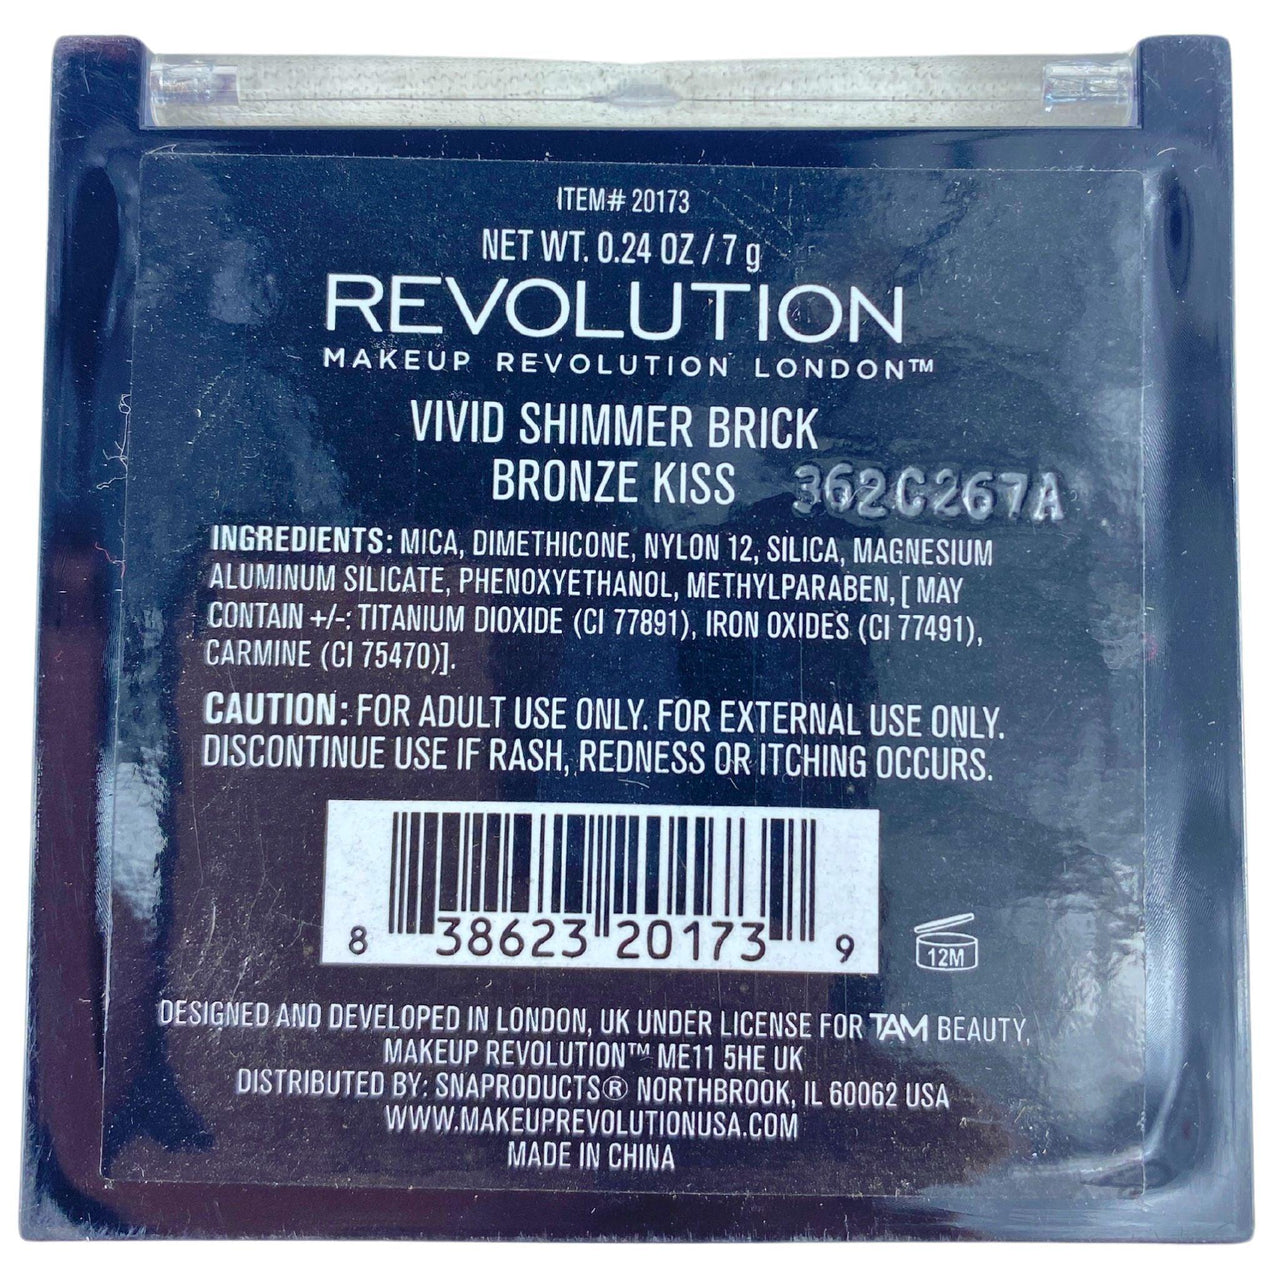 ITEM# 20173
NET WT. 0.24 OZ / 7 g
REVOLUTION
MAKEUP REVOLUTION LONDON™
VIVID SHIMMER BRICK
BRONZE KISS
362C267A
INGREDIENTS: MICA, DIMETHICONE, NYLON 12, SILICA, MAGNESIUM
ALUMINUM SILICATE, PHENOXYETHANOL, METHYLPARABEN, [ MAY
CONTAIN +/-: TITANIUM DIOXIDE (CI 77891), IRON OXIDES (CI 77491),
CARMINE (CI 75470)].
CAUTION: FOR ADULT USE ONLY. FOR EXTERNAL USE ONLY.
DISCONTINUE USE IF RASH, REDNESS OR ITCHING OCCURS.
8 38623 20173 9
12M
DESIGNED AND DEVELOPED IN LONDON, UK UNDER LICENSE FOR TAM BEAUTY,
MAKEUP REVOLUTION™ ME11 5HE UK
DISTRIBUTED BY: SNAPRODUCTS® NORTHBROOK, IL 60062 USA
WWW.MAKEUPREVOLUTIONUSA.COM
MADE IN CHINA